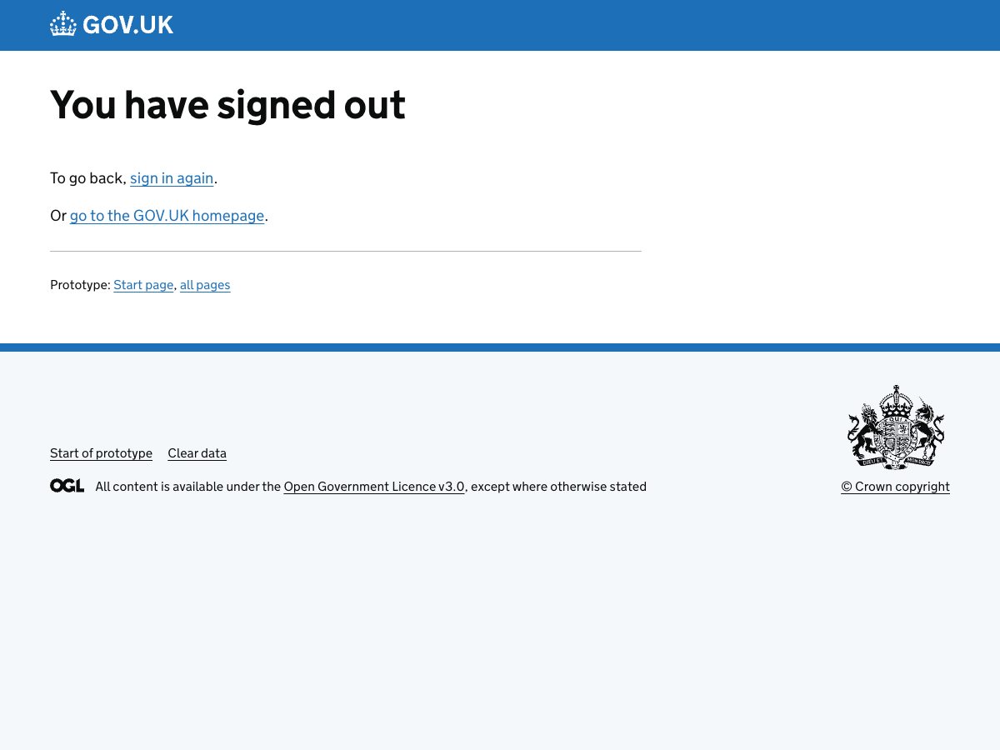 GOV.UK
You have signed out
To go back, sign in again.
Or go to the GOV.UK homepage.
Prototype: Start page, all pages
Start of prototype Clear data
OGL All content is available under the Open Government Licence v3.0, except where otherwise stated
© Crown copyright